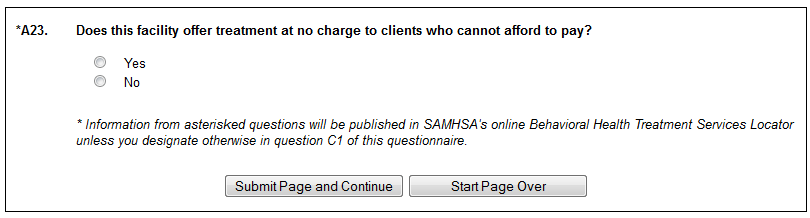 *A23. Does this facility offer treatment at no charge to clients who cannot afford to pay?
Yes
No
* Information from asterisked questions will be published in SAMHSA's online Behavioral Health Treatment Services Locator
unless you designate otherwise in question C1 of this questionnaire.
Submit Page and Continue Start Page Over